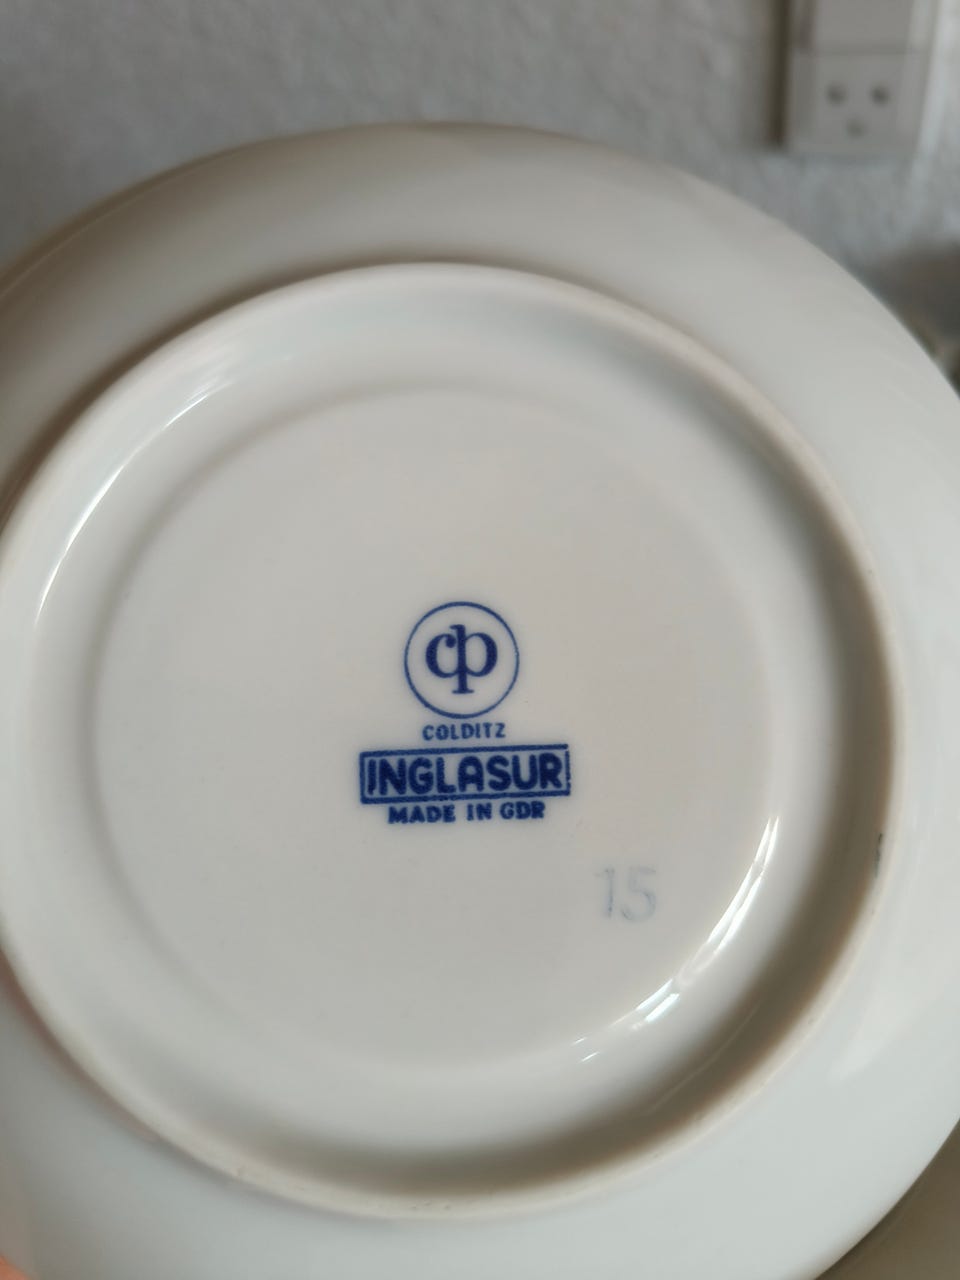 cp
COLDITZ
INGLASUR
MADE IN GDR
15